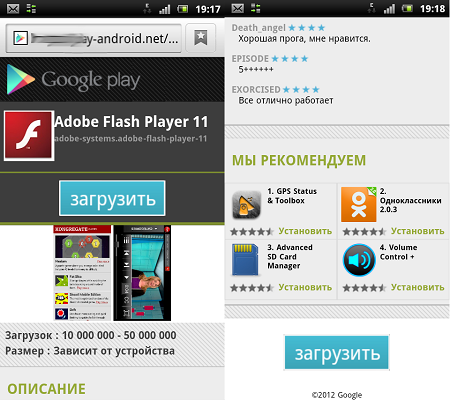 19:17
ay-android.net/...
Google play
Adobe Flash Player 11
adobe-systems.adobe-flash-player-11
загрузить
KONGREGATE
Загрузок : 10 000 000 - 50 000 000
Размер : Зависит от устройства
ОПИСАНИЕ
19:18
Death_angel
Хорошая прога, мне нравится.
EPISODE
5++++++
EXORCISED
Все отлично работает
МЫ РЕКОМЕНДУЕМ
1. GPS Status
& Toolbox
Установить
2.
Одноклассники
2.0.3
Установить
3. Advanced
SD Card
Manager
Установить
4. Volume
Control +
Установить
загрузить
©2012 Google